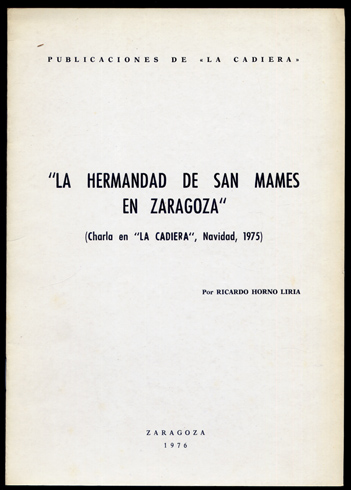 PUBLICACIONES DE «LA CADIERA»
"LA HERMANDAD DE SAN MAMES
EN ZARAGOZA"
(Charla en "LA CADIERA", Navidad, 1975)
Por RICARDO HORNO LIRIA
ZARAGOZA
1976